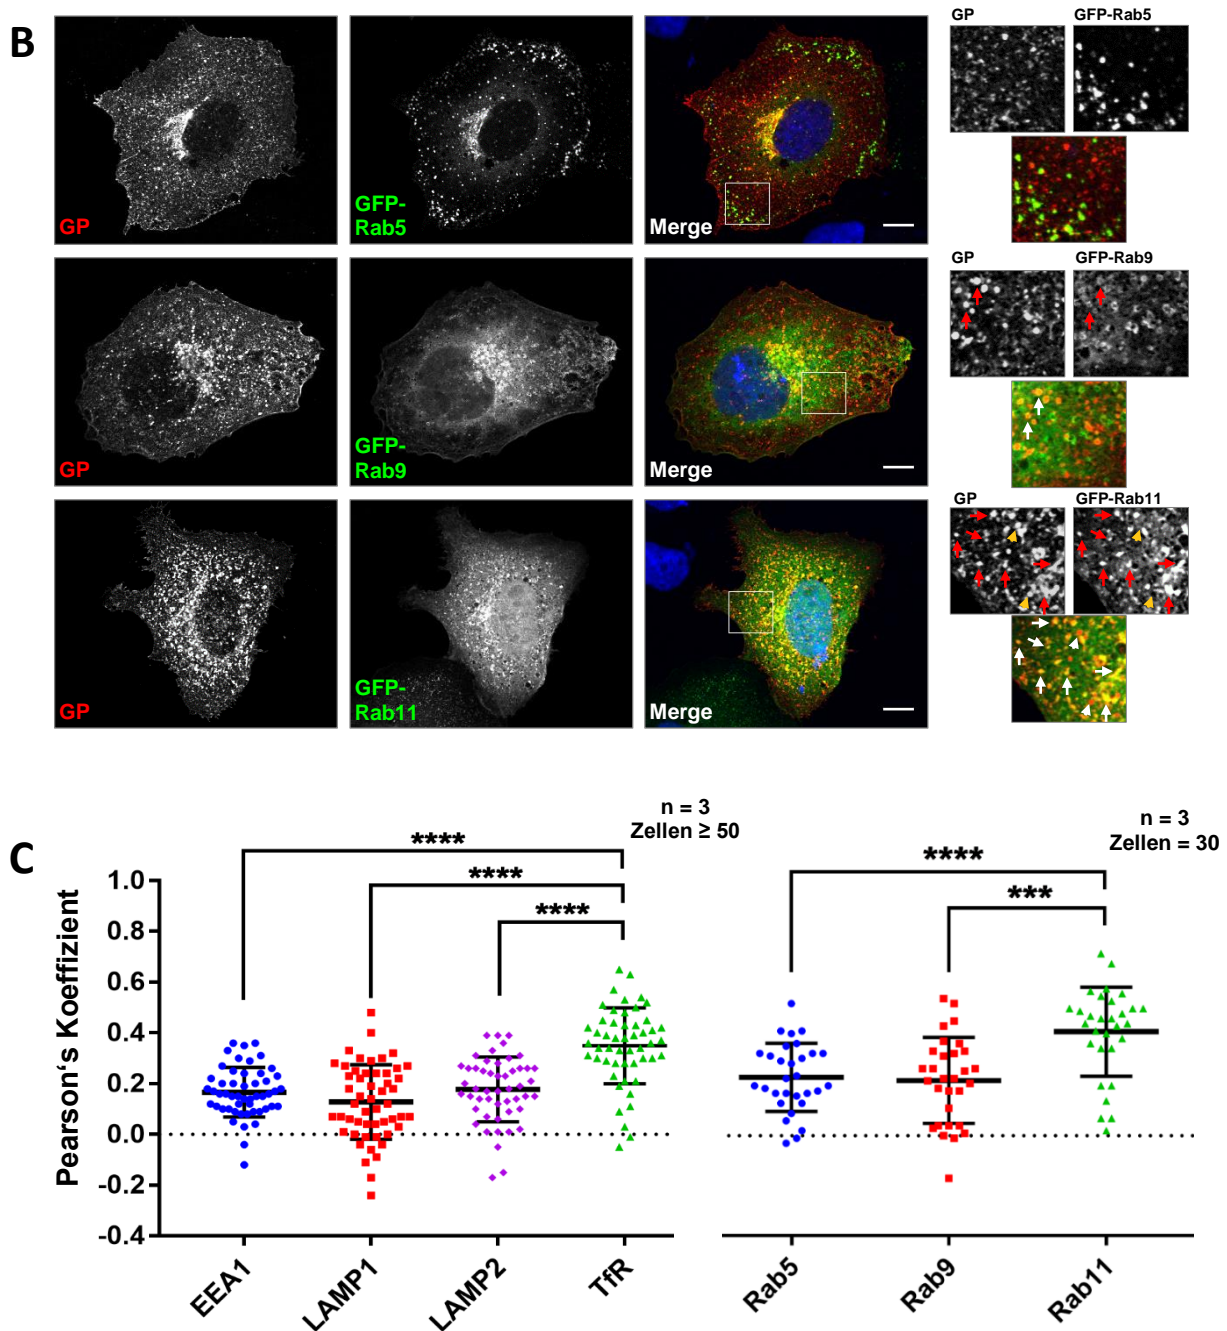 B
GP
GFP-
Rab5
Merge
GP
GFP-Rab5
GP
GFP-
Rab9
Merge
GP
GFP-Rab9
GP
GFP-
Rab11
Merge
GP
GFP-Rab11
C
n = 3
Zellen ≥ 50
n = 3
Zellen = 30
****
****
****
****
***
Pearson‘s Koeffizient
1.0
0.8
0.6
0.4
0.2
0.0
-0.2
-0.4
EEA1
LAMP1
LAMP2
TfR
Rab5
Rab9
Rab11